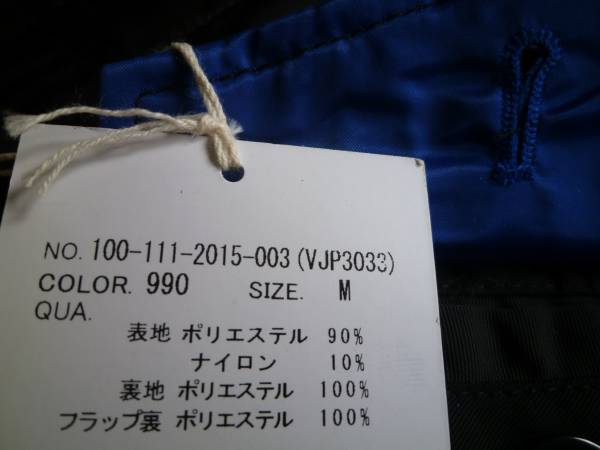 NO. 100-111-2015-003 (VJP3033)
COLOR. 990 SIZE. M
QUA.
表地 ポリエステル 90%
ナイロン 10%
裏地 ポリエステル 100%
フラップ裏 ポリエステル 100%